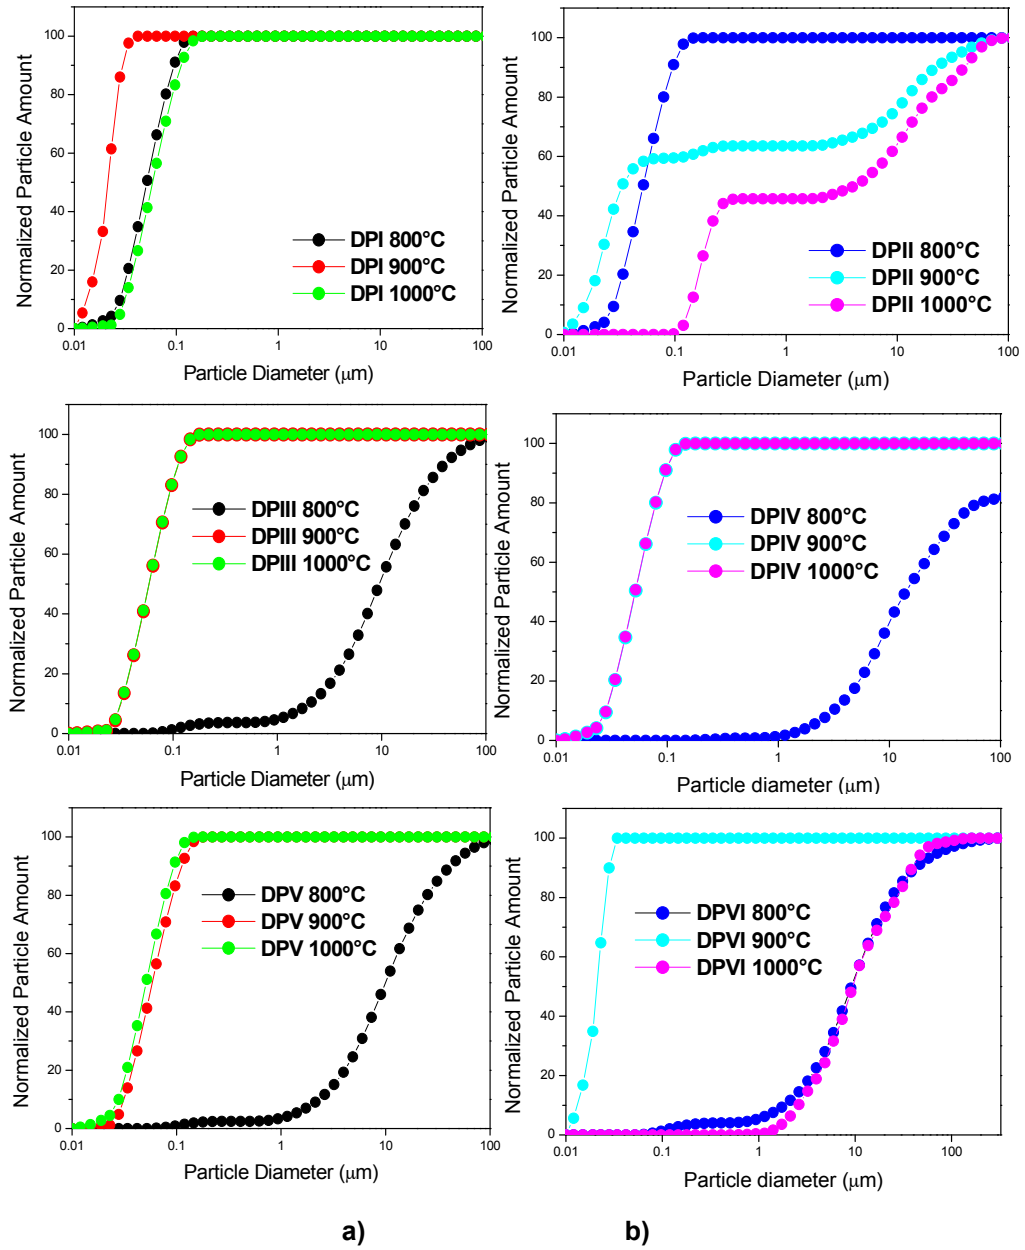 Normalized Particle Amount
100
80
60
40
20
0
DPI 800°C
DPI 900°C
DPI 1000°C
0.01 0.1 1 10 100
Particle Diameter (μm)
Normalized Particle Amount
100
80
60
40
20
0
DPII 800°C
DPII 900°C
DPII 1000°C
0.01 0.1 1 10 100
Particle Diameter (μm)
Normalized Particle Amount
100
80
60
40
20
0
DPIII 800°C
DPIII 900°C
DPIII 1000°C
0.01 0.1 1 10 100
Particle Diameter (μm)
Normalized Particle Amount
100
80
60
40
20
0
DPIV 800°C
DPIV 900°C
DPIV 1000°C
0.01 0.1 1 10 100
Particle diameter (μm)
Normalized Particle Amount
100
80
60
40
20
0
DPV 800°C
DPV 900°C
DPV 1000°C
0.01 0.1 1 10 100
Particle Diameter (μm)
Normalized Particle Amount
100
80
60
40
20
0
DPVI 800°C
DPVI 900°C
DPVI 1000°C
0.01 0.1 1 10 100
Particle diameter (μm)
a) b)